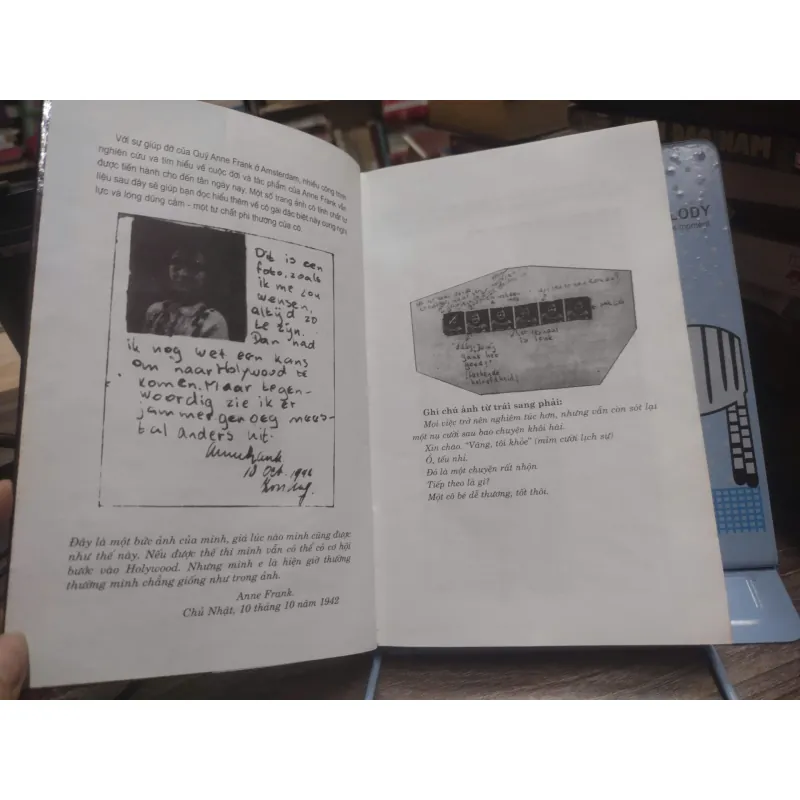 Với sự giúp đỡ của Quỹ Anne Frank ở Amsterdam, nhiều công trình
nghiên cứu và tìm hiểu về cuộc đời và tác phẩm của Anne Frank vẫn
được tiến hành cho đến tận ngày nay. Một số trang ảnh có tính chất tư
liệu sau đây sẽ giúp bạn đọc hiểu thêm về cô gái đặc biệt này cùng nghị
lực và lòng dũng cảm – một tư chất phi thường của cô.
Dit is een
foto, zoals
ik me zou
wensen,
altijd zo
te zijn.
Dan had
ik nog wel een kans
om naar Holywood te
komen. Maar tegen-
woordig zie ik er
jammer genoeg mees-
tal anders uit.
Anne Frank
10 Oct. 1942
Zondag.
Đây là một bức ảnh của mình, giá lúc nào mình cũng được
như thế này. Nếu được thế thì mình vẫn có thể có cơ hội
bước vào Holywood. Nhưng mình e là hiện giờ thường
thường mình chẳng giống như trong ảnh.
Anne Frank.
Chủ Nhật, 10 tháng 10 năm 1942
Ghi chú ảnh từ trái sang phải:
Mọi việc trở nên nghiêm túc hơn, nhưng vẫn còn sót lại
một nụ cười sau bao chuyện khôi hài.
Xin chào. "Vâng, tôi khỏe" (mỉm cười lịch sự)
Ồ, tếu nhỉ.
Đó là một chuyện rất nhộn.
Tiếp theo là gì?
Một cô bé dễ thương, tốt thôi.
LODY
moment
NAM